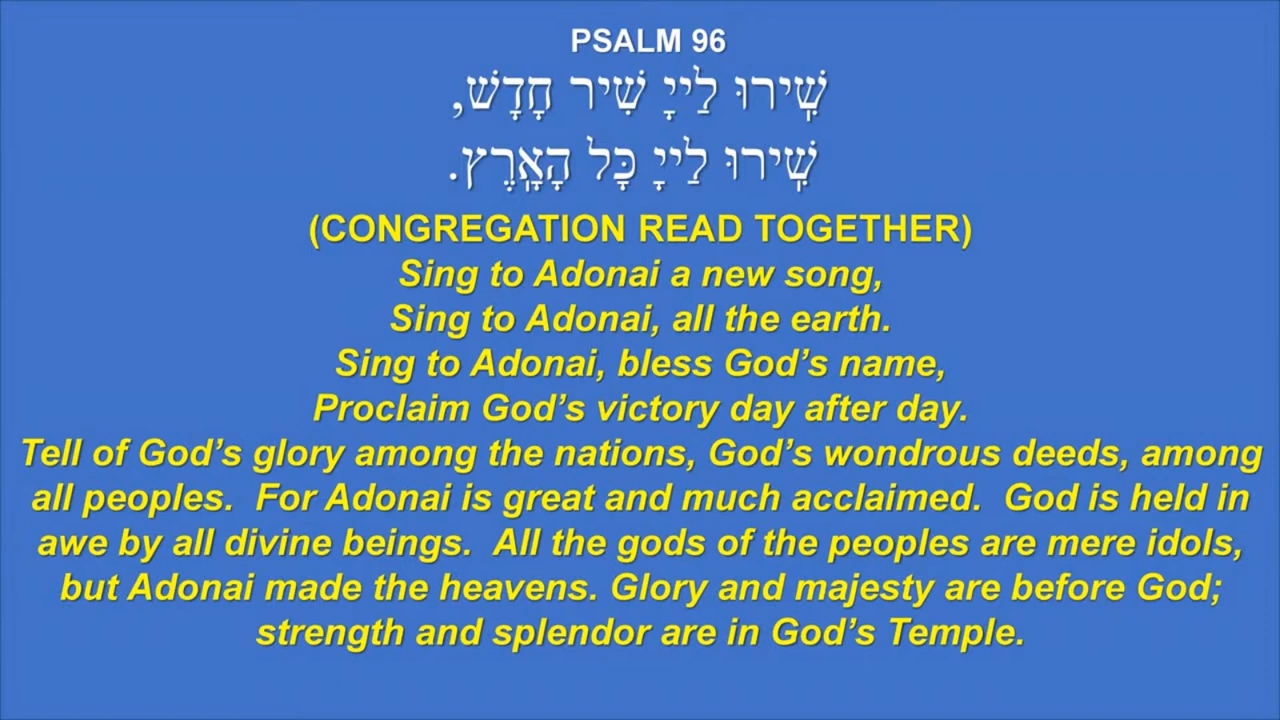 PSALM 96
שִֽׁירוּ לַייָ שִׁיר חָדָשׁ,
שִֽׁירוּ לַייָ כָּל הָאָֽרֶץ.
(CONGREGATION READ TOGETHER)
Sing to Adonai a new song,
Sing to Adonai, all the earth.
Sing to Adonai, bless God’s name,
Proclaim God’s victory day after day.
Tell of God’s glory among the nations, God’s wondrous deeds, among
all peoples.  For Adonai is great and much acclaimed.  God is held in
awe by all divine beings.  All the gods of the peoples are mere idols,
but Adonai made the heavens. Glory and majesty are before God;
strength and splendor are in God’s Temple.